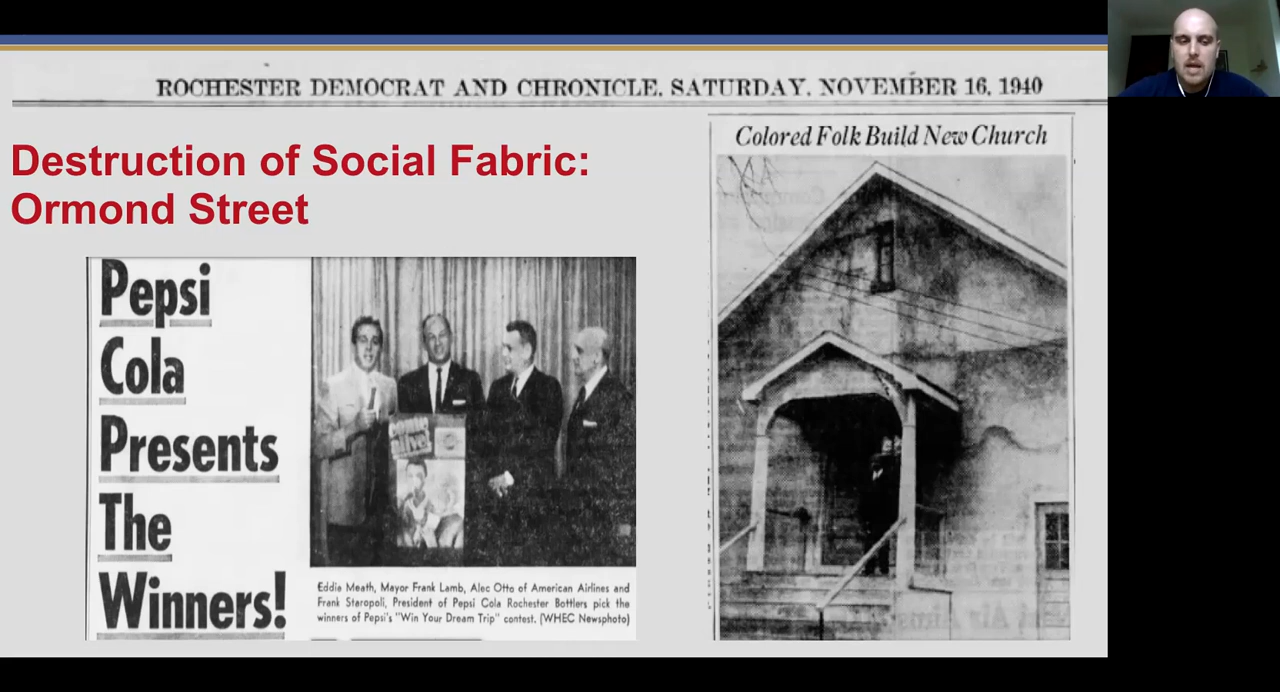 ROCHESTER DEMOCRAT AND CHRONICLE, SATURDAY, NOVEMBER 16, 1940
Destruction of Social Fabric:
Ormond Street
Pepsi
Cola
Presents
The
Winners!
Eddie Meath, Mayor Frank Lamb, Alec Otto of American Airlines and
Frank Staropoli, President of Pepsi Cola Rochester Bottlers pick the
winners of Pepsi's "Win Your Dream Trip" contest. (WHEC Newsphoto)
Colored Folk Build New Church